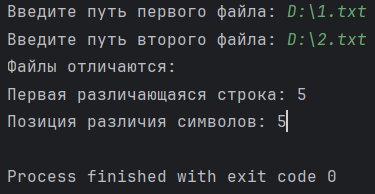 Введите путь первого файла: D:\1.txt
Введите путь второго файла: D:\2.txt
Файлы отличаются:
Первая различающаяся строка: 5
Позиция различия символов: 5
Process finished with exit code 0